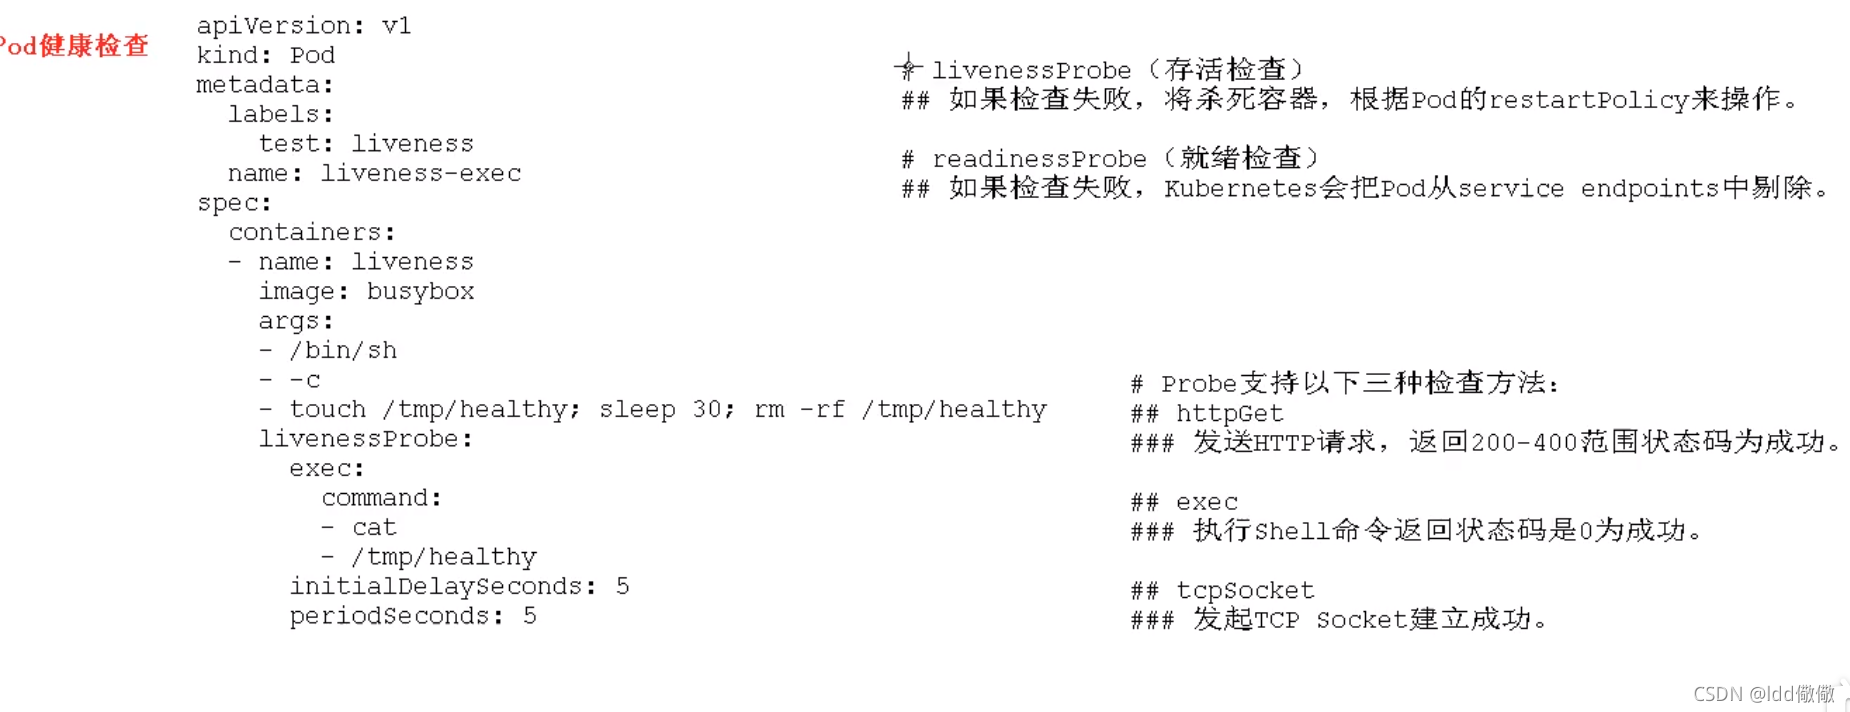 Pod健康检查
apiVersion: v1
kind: Pod
metadata:
  labels:
    test: liveness
  name: liveness-exec
spec:
  containers:
  - name: liveness
    image: busybox
    args:
    - /bin/sh
    - -c
    - touch /tmp/healthy; sleep 30; rm -rf /tmp/healthy
    livenessProbe:
      exec:
        command:
        - cat
        - /tmp/healthy
      initialDelaySeconds: 5
      periodSeconds: 5
# livenessProbe（存活检查）
## 如果检查失败，将杀死容器，根据Pod的restartPolicy来操作。
# readinessProbe（就绪检查）
## 如果检查失败，Kubernetes会把Pod从service endpoints中剔除。
# Probe支持以下三种检查方法：
## httpGet
### 发送HTTP请求，返回200-400范围状态码为成功。
## exec
### 执行Shell命令返回状态码是0为成功。
## tcpSocket
### 发起TCP Socket建立成功。
CSDN @ldd儆儆